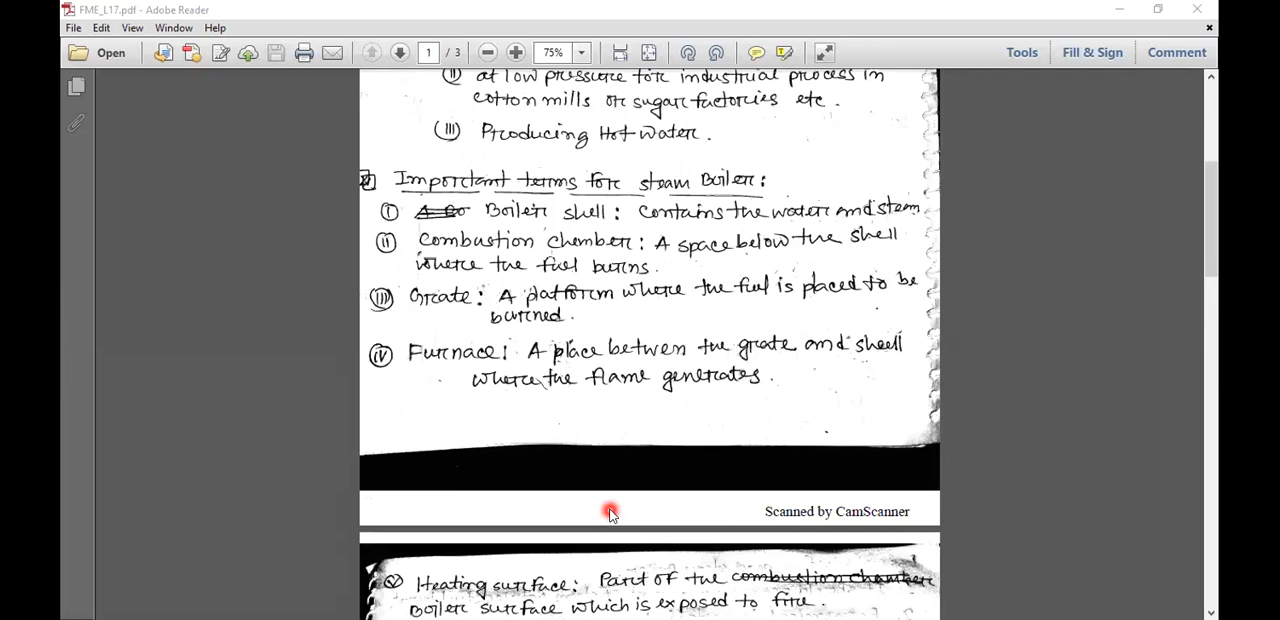 FME_L17.pdf - Adobe Reader
File Edit View Window Help
Open 1 / 3 75% Tools Fill & Sign Comment
(II) at low pressure for industrial process in
cotton mills or sugar factories etc.
(III) Producing Hot water.
Important terms for steam Boiler:
(I) Boiler shell: Contains the water and steam
(II) Combustion chember: A space below the shell
where the fuel burns.
(III) Grate: A platform where the fuel is placed to be
burned.
(IV) Furnace: A place betwen the grate and shell
where the flame generates.
Scanned by CamScanner
(V) Heating surface: Part of the combustion chamber
Boiler surface which is exposed to fire.